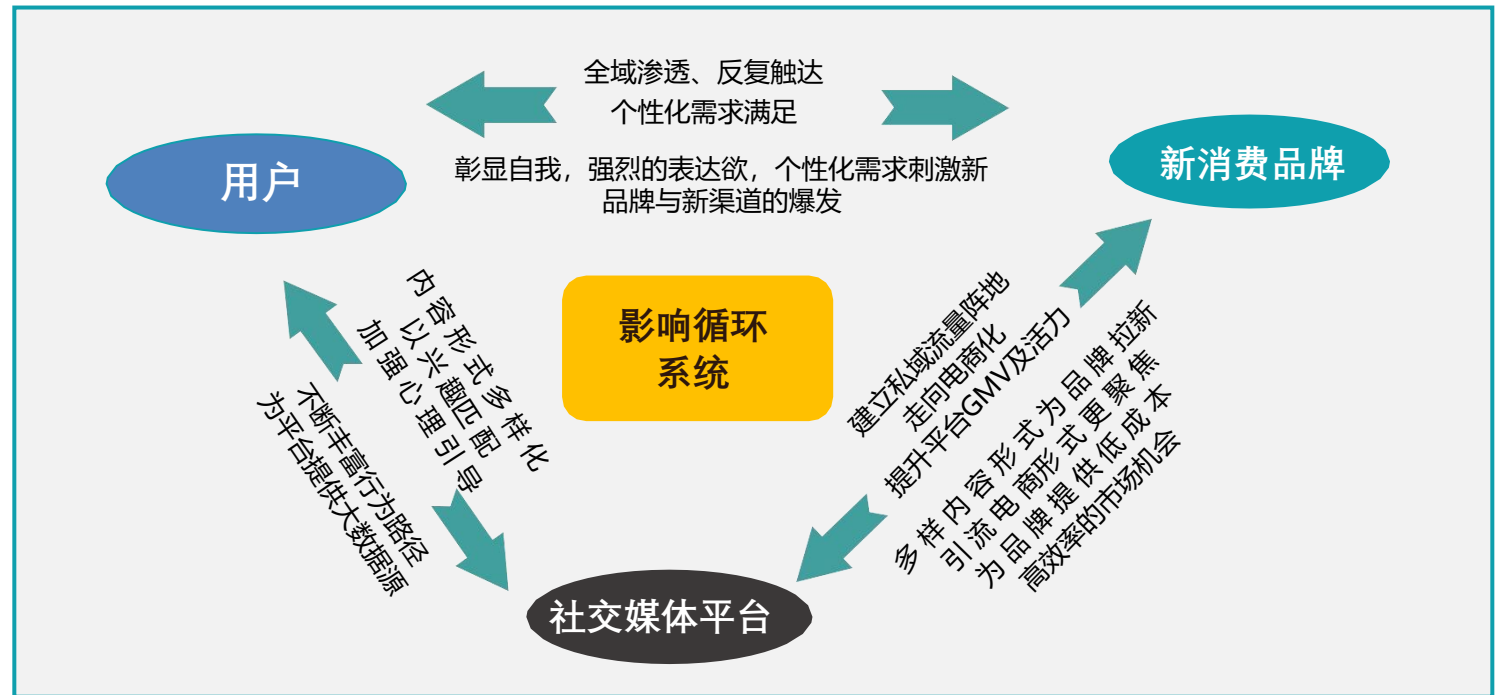 全域渗透、反复触达
个性化需求满足
用户
新消费品牌
彰显自我，强烈的表达欲，个性化需求刺激新
品牌与新渠道的爆发
影响循环
系统
内容形式多样化
以兴趣匹配
加强心理引导
不断丰富行为路径
为平台提供大数据源
建立私域流量阵地
走向电商化
提升平台GMV及活力
多样内容形式为品牌拉新
引流电商形式更聚焦
为品牌提供低成本
高效率的市场机会
社交媒体平台